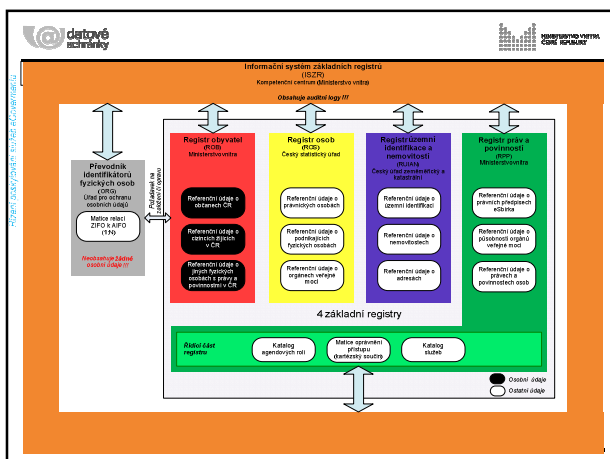 datové
schránky
MINISTERSTVO VNITRA
ČESKÉ REPUBLIKY
Informační systém základních registrů
(ISZR)
Kompetenční centrum (Ministerstvo vnitra)
Obsahuje auditní logy !!!
Převodník
identifikátorů
fyzických osob
(ORG)
Úřad pro ochranu
osobních údajů
Matice relací
ZIFO k AIFO
(1:N)
Neobsahuje žádné
osobní údaje !!!
Požadavek na
založení či opravu
Registr obyvatel
(ROB)
Ministerstvo vnitra
Referenční údaje o
občanech ČR
Referenční údaje o
cizincích žijících
v ČR
Referenční údaje o
jiných fyzických
osobách s právy a
povinnostmi v ČR
Registr osob
(ROS)
Český statistický úřad
Referenční údaje o
právnických osobách
Referenční údaje o
podnikajících
fyzických osobách
Referenční údaje o
orgánech veřejné
moci
Registr územní
identifikace a
nemovitostí
(RUIAN)
Český úřad zeměměřický a
katastrální
Referenční údaje o
územní identifikaci
Referenční údaje o
nemovitostech
Referenční údaje o
adresách
Registr práv a
povinností
(RPP)
Ministerstvo vnitra
Referenční údaje o
právních předpisech
eSbírka
Referenční údaje o
působnosti orgánů
veřejné moci
Referenční údaje o
právech a
povinnostech osob
4 základní registry
Řídící část
registru
Katalog
agendových rolí
Matice oprávnění
přístupu
(kartézský součin)
Katalog
služeb
Osobní údaje
Ostatní údaje